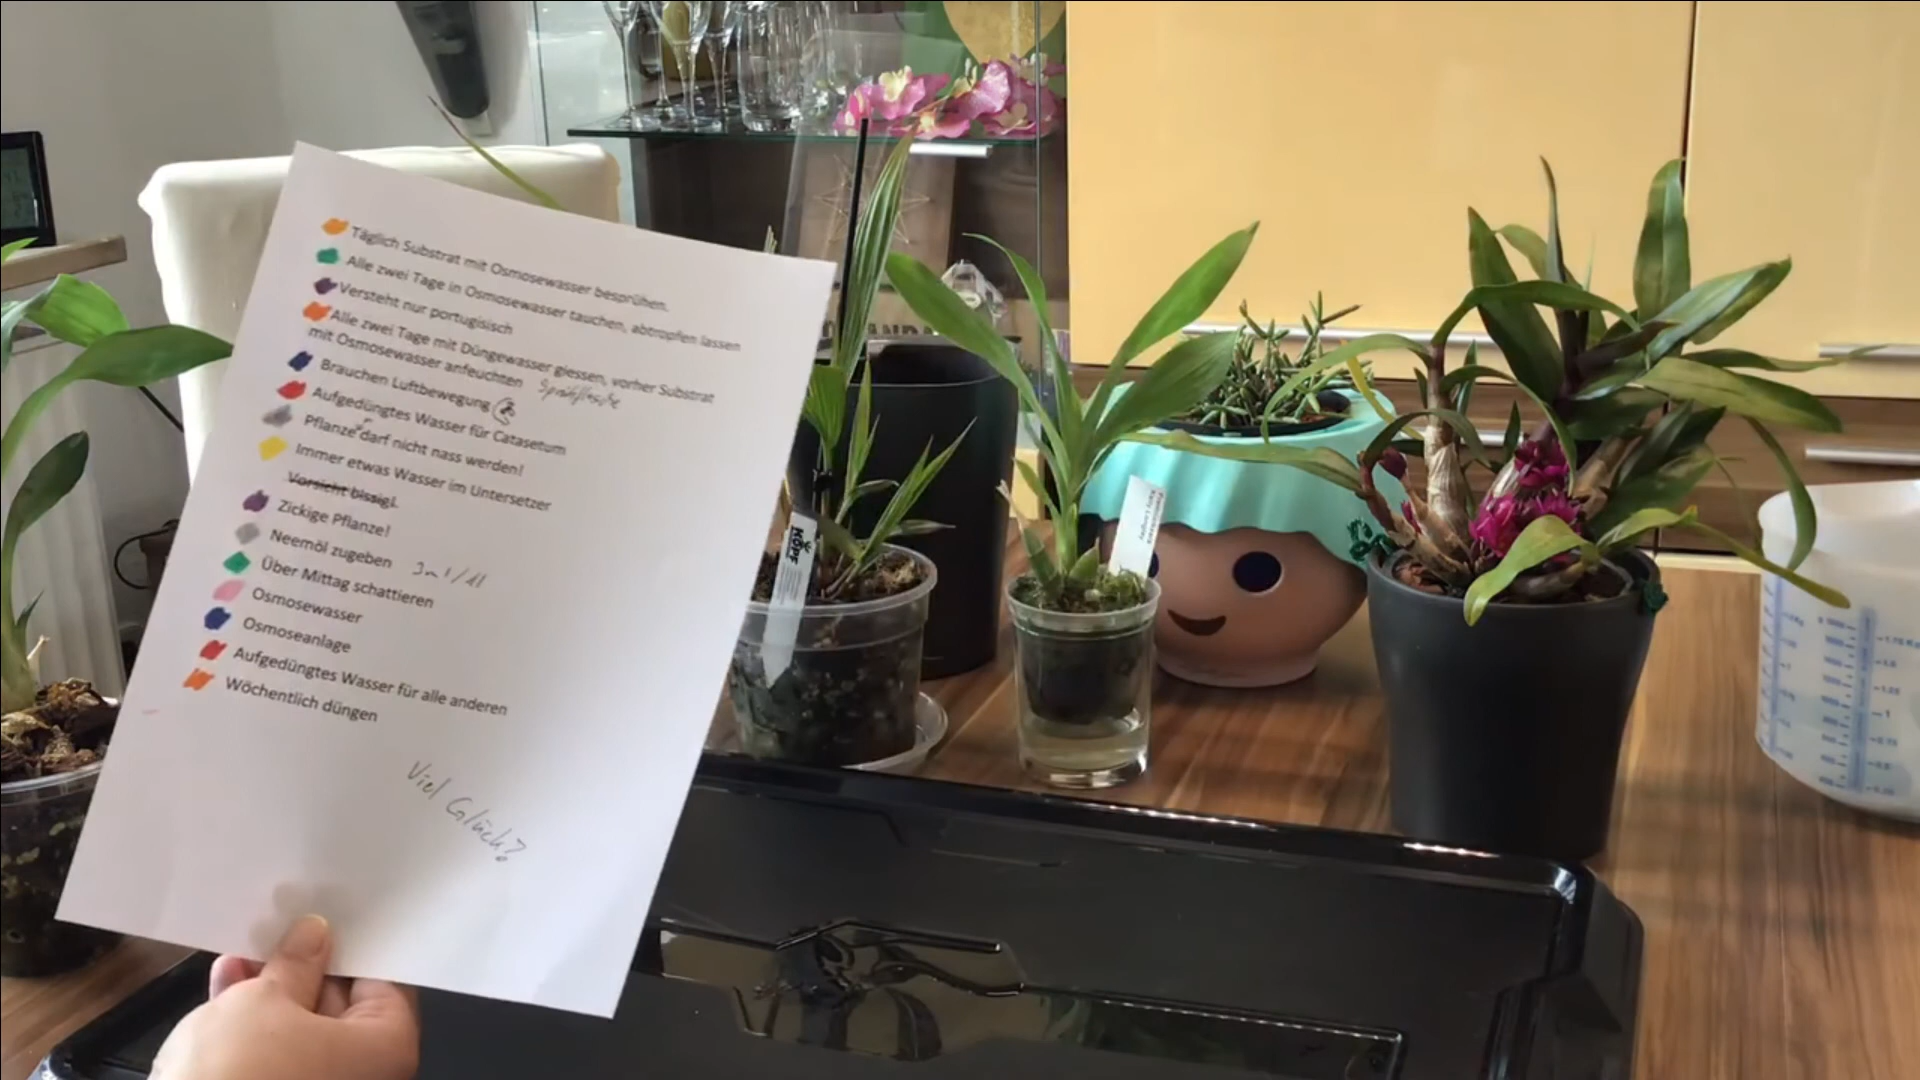 Täglich Substrat mit Osmosewasser besprühen.
Alle zwei Tage in Osmosewasser tauchen, abtropfen lassen
Versteht nur portugisisch
Alle zwei Tage mit Düngewasser giessen, vorher Substrat
mit Osmosewasser anfeuchten Sprühflasche
Brauchen Luftbewegung
Aufgedüngtes Wasser für Catasetum
Pflanze darf nicht nass werden!
Immer etwas Wasser im Untersetzer
Vorsicht bissig!
Zickige Pflanze!
Neemöl zugeben 3ml/1l
Über Mittag schattieren
Osmosewasser
Osmoseanlage
Aufgedüngtes Wasser für alle anderen
Wöchentlich düngen
Viel Glück?
KÖPF